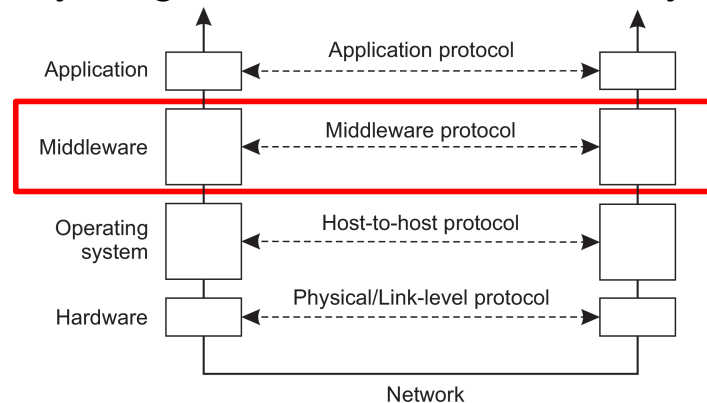 Application
Application protocol
Middleware
Middleware protocol
Operating
system
Host-to-host protocol
Hardware
Physical/Link-level protocol
Network